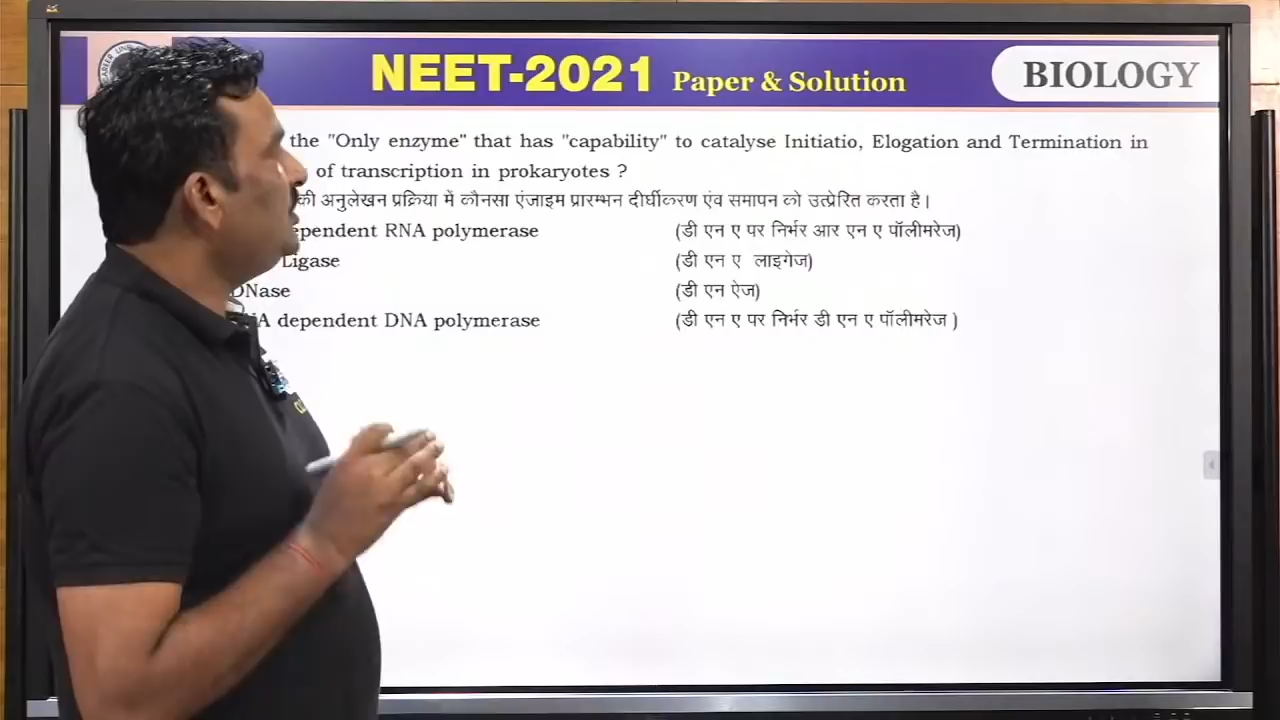 NEET-2021 Paper & Solution
BIOLOGY
the "Only enzyme" that has "capability" to catalyse Initiatio, Elogation and Termination in
of transcription in prokaryotes ?
की अनुलेखन प्रक्रिया में कौनसा एंजाइम प्रारम्भन दीर्घीकरण एंव समापन को उत्प्रेरित करता है।
ependent RNA polymerase (डी एन ए पर निर्भर आर एन ए पॉलीमरेज)
Ligase (डी एन ए लाइगेज)
DNase (डी एन ऐज)
dependent DNA polymerase (डी एन ए पर निर्भर डी एन ए पॉलीमरेज )